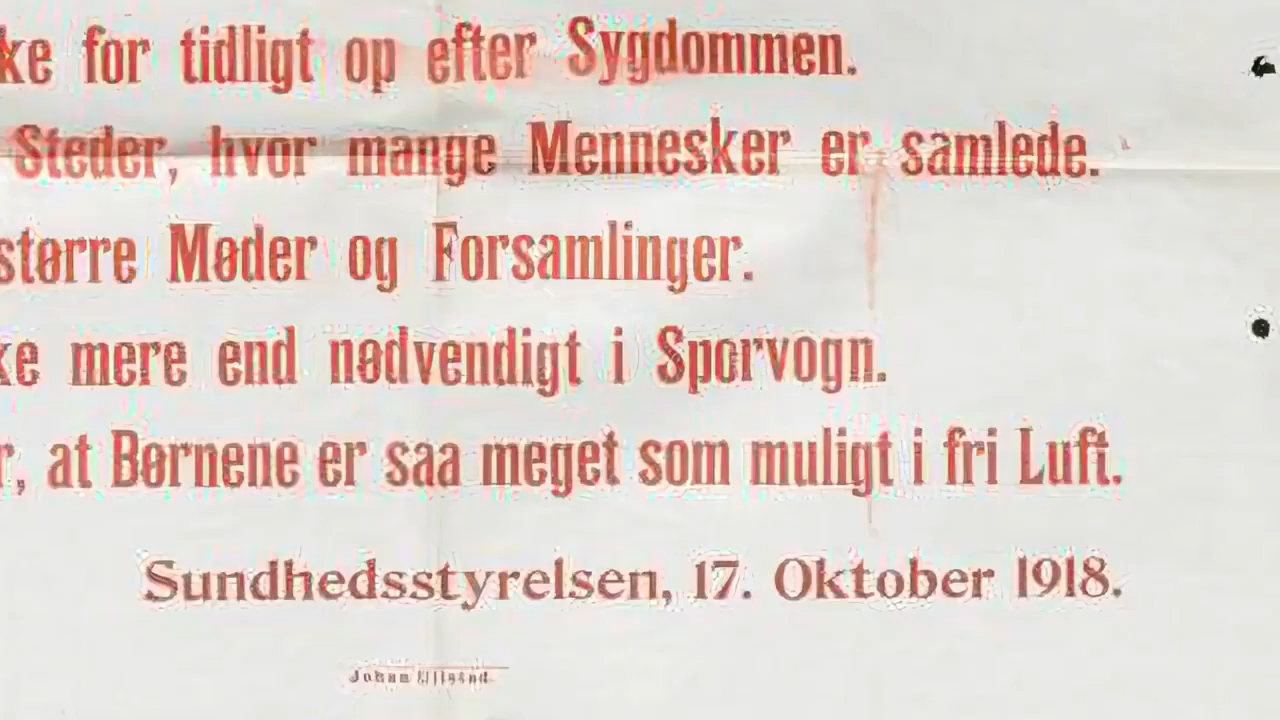 ke for tidligt op efter Sygdommen.
Steder, hvor mange Mennesker er samlede.
større Møder og Forsamlinger.
ke mere end nødvendigt i Sporvogn.
r, at Børnene er saa meget som muligt i fri Luft.
Sundhedsstyrelsen, 17. Oktober 1918.